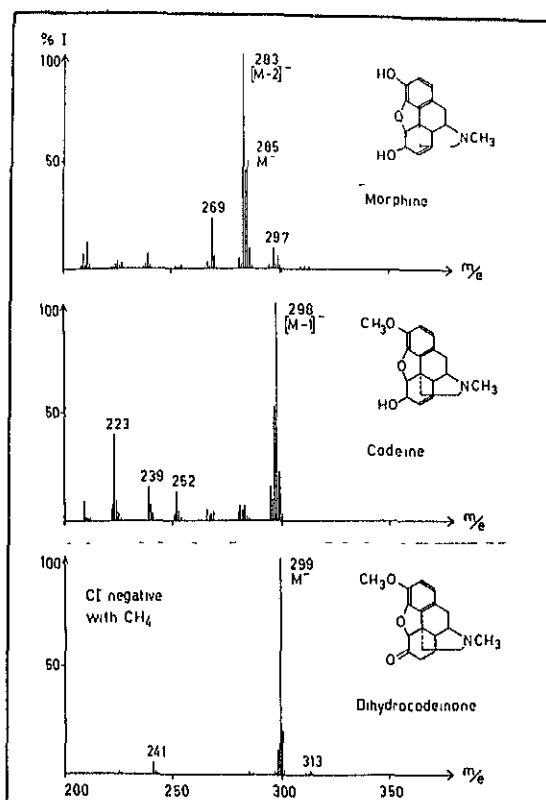 % I
100
283
[M-2]⁻
285
M⁻
50
269
297
m/e
HO
O
HO
NCH₃
Morphine
100
298
[M-1]⁻
50
223
239
252
m/e
CH₃O
O
HO
NCH₃
Codeine
100
299
M⁻
CI negative
with CH₄
50
241
313
m/e
200
250
300
350
CH₃O
O
O
NCH₃
Dihydrocodeinone